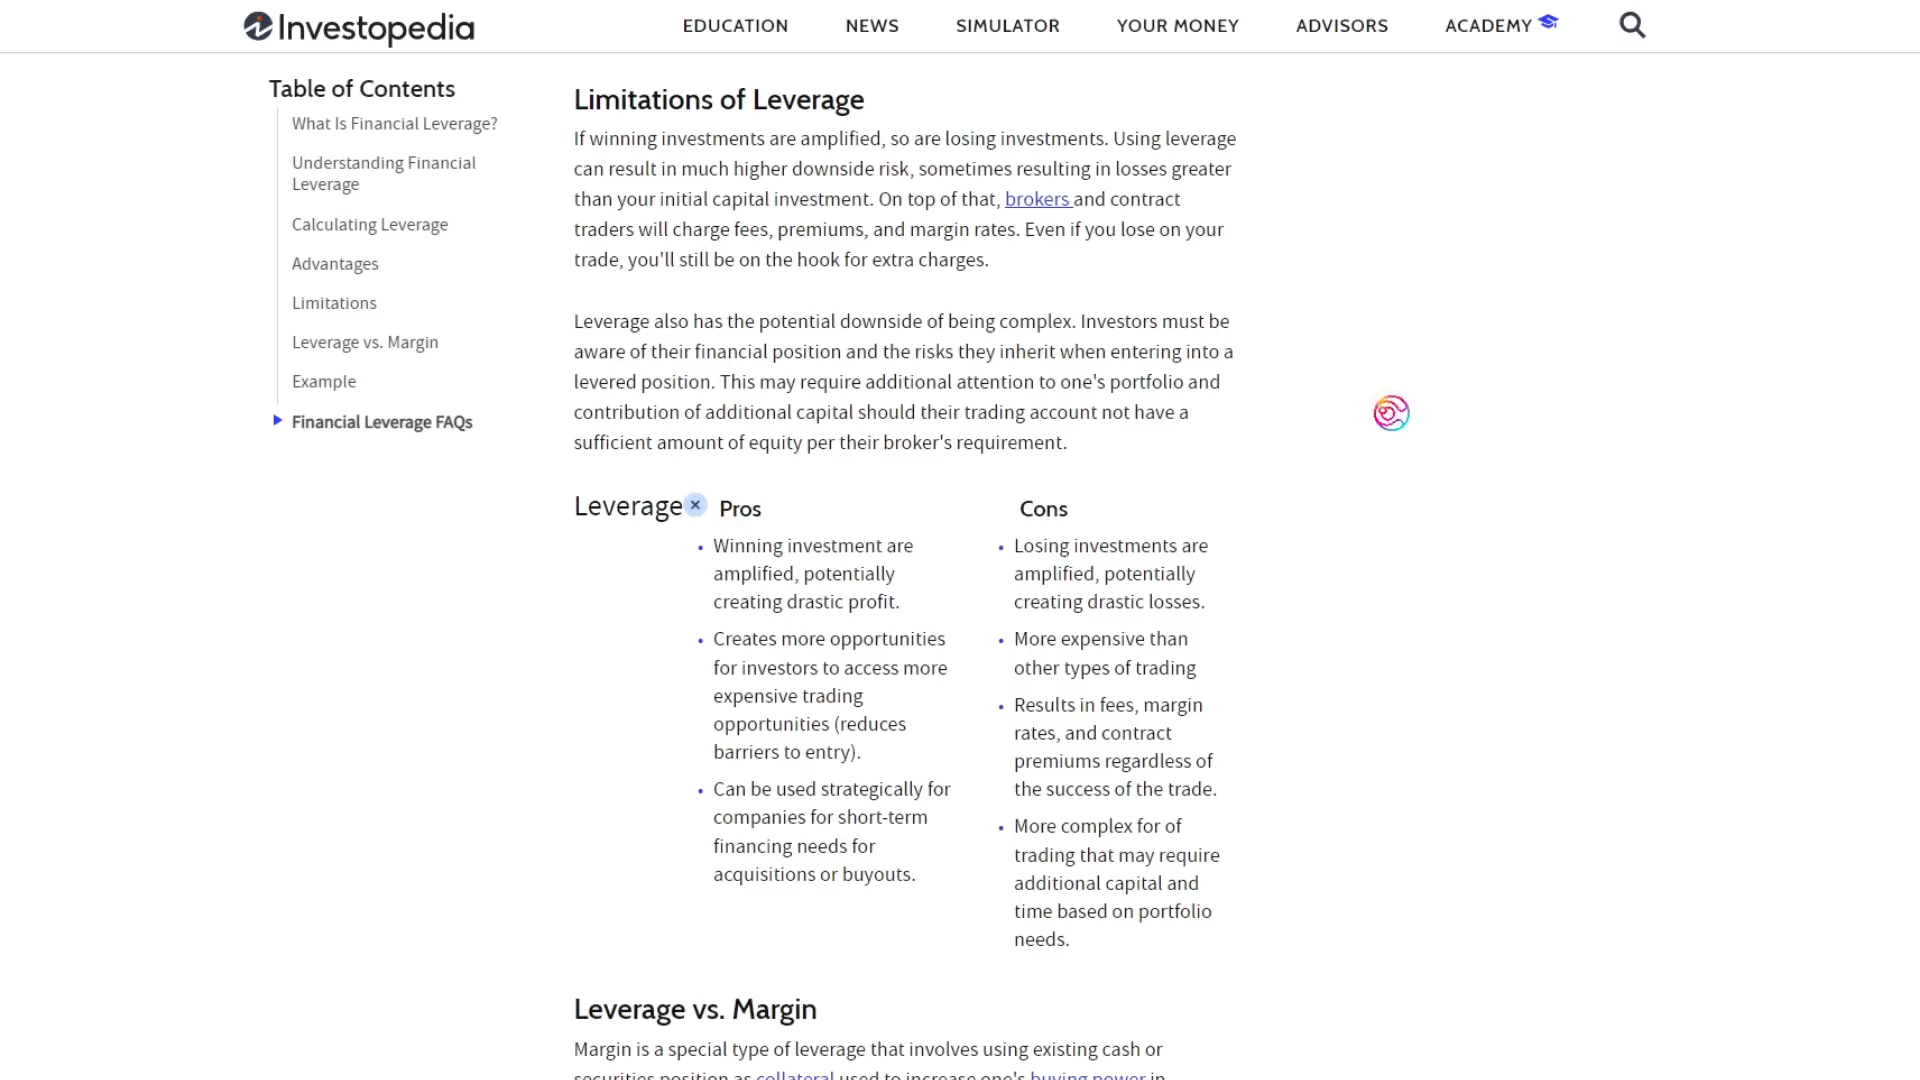 Investopedia
EDUCATION
NEWS
SIMULATOR
YOUR MONEY
ADVISORS
ACADEMY
Table of Contents
What Is Financial Leverage?
Understanding Financial
Leverage
Calculating Leverage
Advantages
Limitations
Leverage vs. Margin
Example
Financial Leverage FAQs
Limitations of Leverage
If winning investments are amplified, so are losing investments. Using leverage
can result in much higher downside risk, sometimes resulting in losses greater
than your initial capital investment. On top of that, brokers and contract
traders will charge fees, premiums, and margin rates. Even if you lose on your
trade, you'll still be on the hook for extra charges.
Leverage also has the potential downside of being complex. Investors must be
aware of their financial position and the risks they inherit when entering into a
levered position. This may require additional attention to one's portfolio and
contribution of additional capital should their trading account not have a
sufficient amount of equity per their broker's requirement.
Leverage
Pros
Winning investment are
amplified, potentially
creating drastic profit.
Creates more opportunities
for investors to access more
expensive trading
opportunities (reduces
barriers to entry).
Can be used strategically for
companies for short-term
financing needs for
acquisitions or buyouts.
Cons
Losing investments are
amplified, potentially
creating drastic losses.
More expensive than
other types of trading
Results in fees, margin
rates, and contract
premiums regardless of
the success of the trade.
More complex for of
trading that may require
additional capital and
time based on portfolio
needs.
Leverage vs. Margin
Margin is a special type of leverage that involves using existing cash or
securities position as collateral used to increase one's buying power in